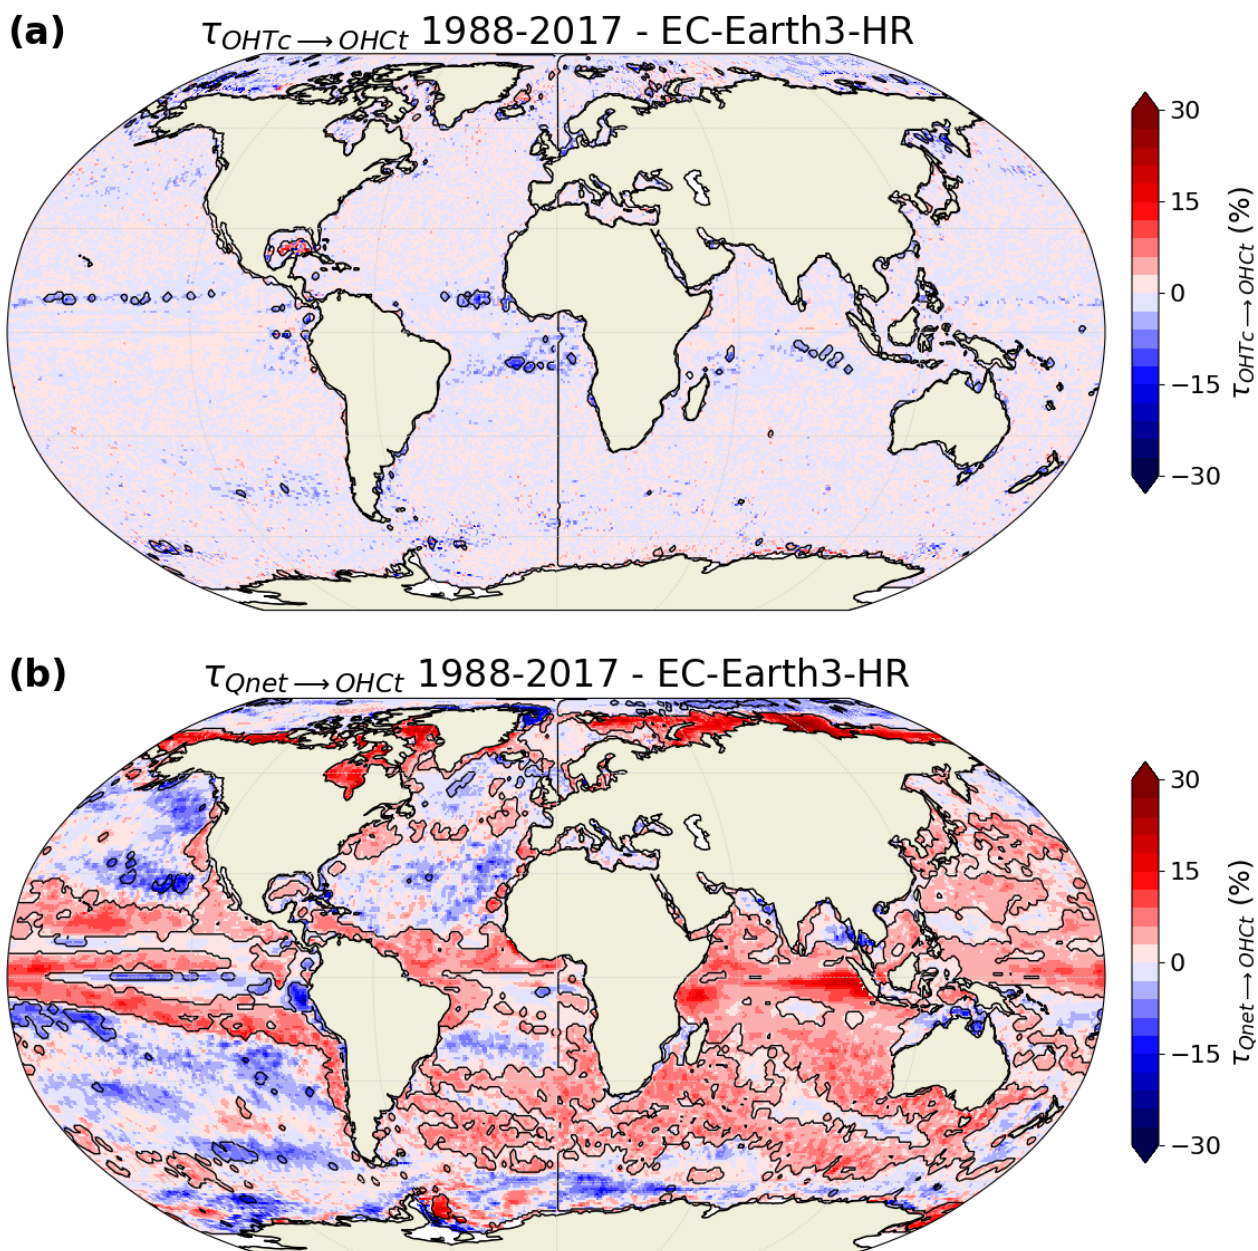 (a) τOHTc⟶OHCt 1988-2017 - EC-Earth3-HR
30
15
0
−15
−30
τOHTc⟶OHCt (%)
(b) τQnet⟶OHCt 1988-2017 - EC-Earth3-HR
30
15
0
−15
−30
τQnet⟶OHCt (%)